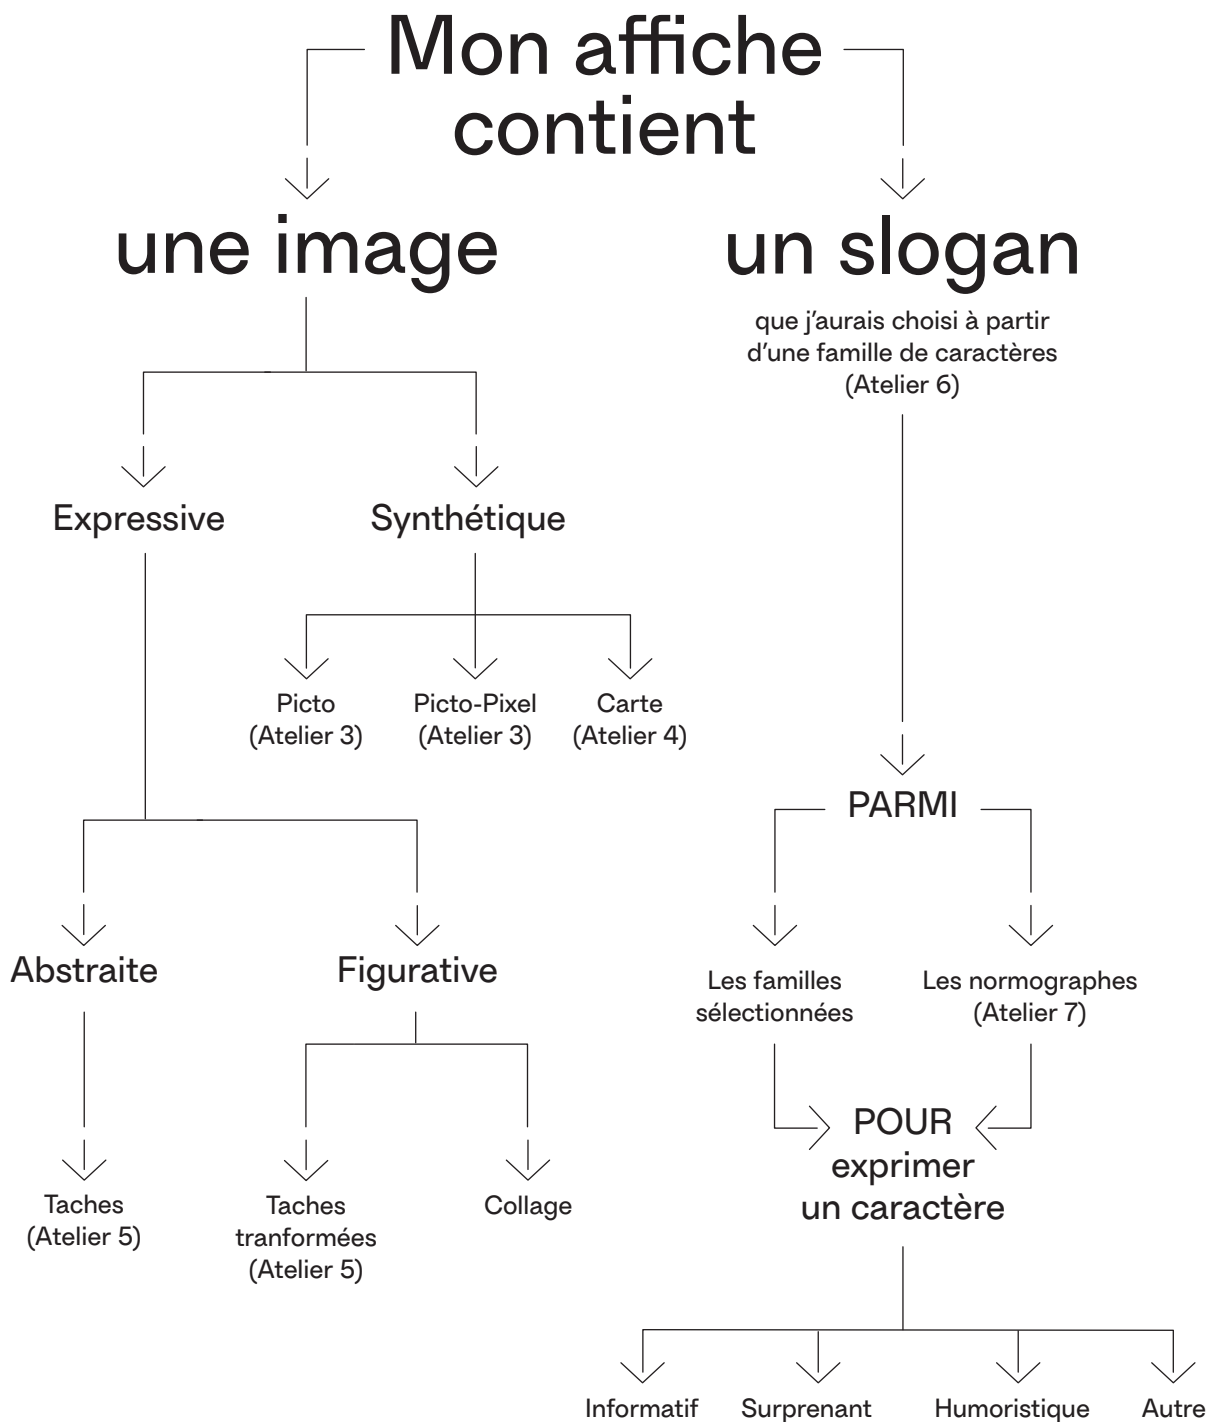 Mon affiche
contient
une image
un slogan
que j’aurais choisi à partir
d’une famille de caractères
(Atelier 6)
Expressive
Synthétique
Picto
(Atelier 3)
Picto-Pixel
(Atelier 3)
Carte
(Atelier 4)
PARMI
Abstraite
Figurative
Les familles
sélectionnées
Les normographes
(Atelier 7)
POUR
exprimer
un caractère
Taches
(Atelier 5)
Taches
tranformées
(Atelier 5)
Collage
Informatif
Surprenant
Humoristique
Autre